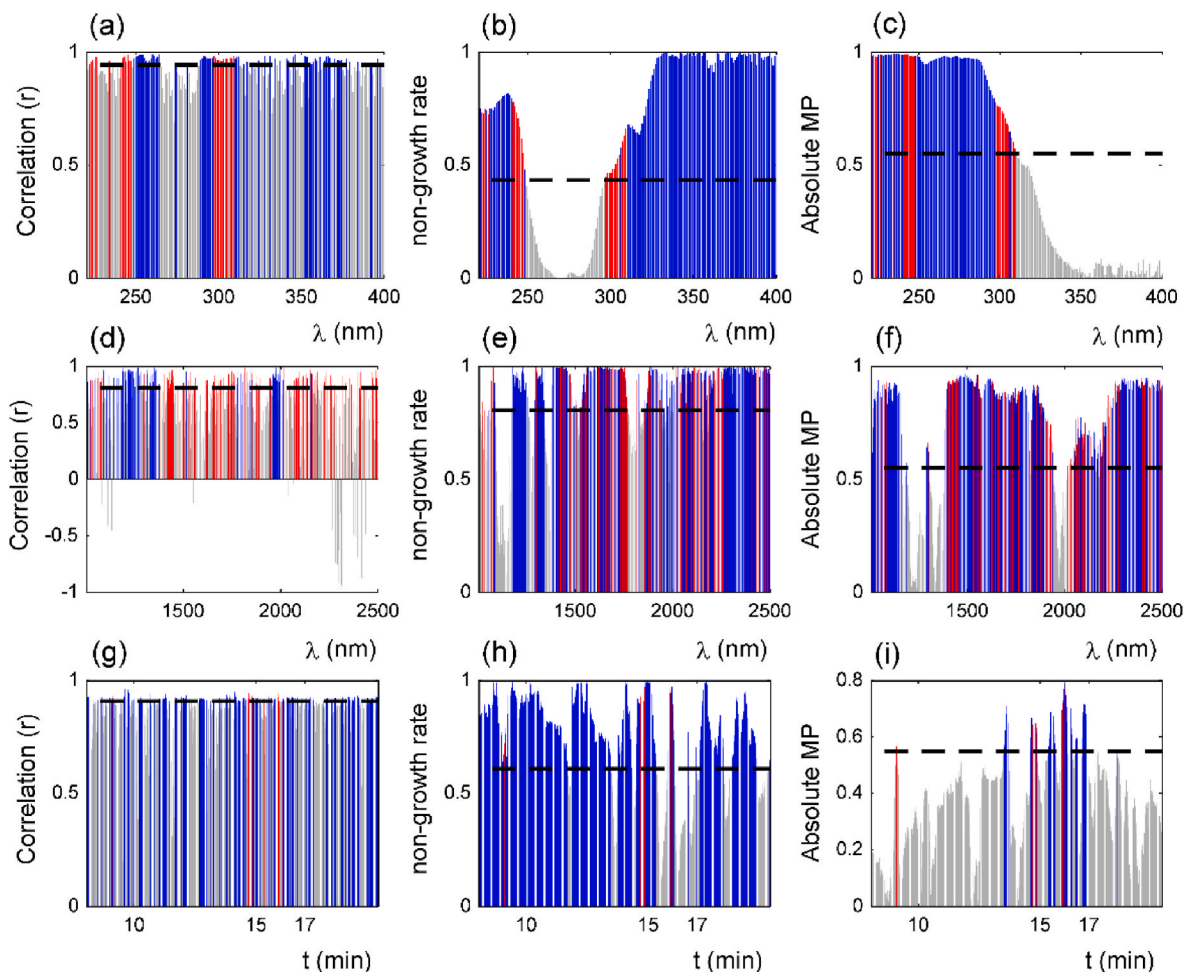 (a)
Correlation (r)
1
0.5
0
250 300 350 400
λ (nm)
(b)
non-growth rate
1
0.5
0
250 300 350 400
λ (nm)
(c)
Absolute MP
1
0.5
0
250 300 350 400
λ (nm)
(d)
Correlation (r)
1
0.5
0
-0.5
-1
1500 2000 2500
λ (nm)
(e)
non-growth rate
1
0.5
0
1500 2000 2500
λ (nm)
(f)
Absolute MP
1
0.5
0
1500 2000 2500
λ (nm)
(g)
Correlation (r)
1
0.5
0
10 15 17
t (min)
(h)
non-growth rate
1
0.5
0
10 15 17
t (min)
(i)
Absolute MP
0.8
0.6
0.4
0.2
0
10 15 17
t (min)